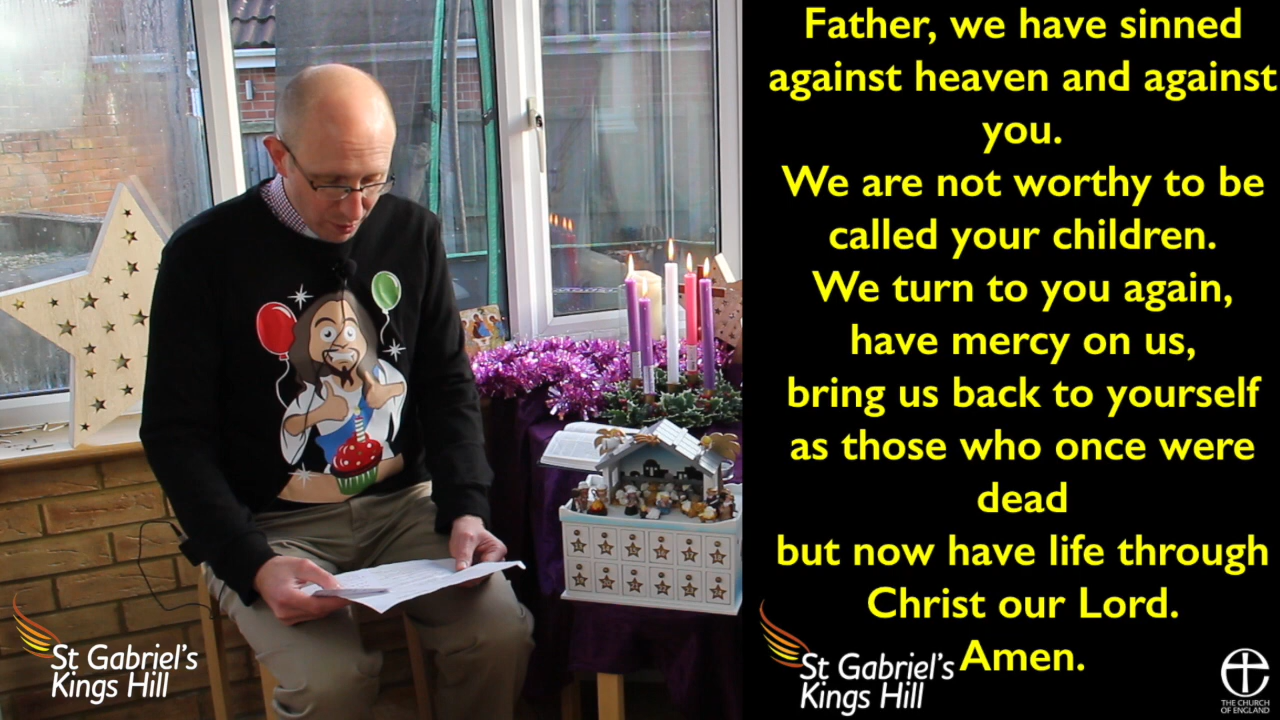 Father, we have sinned
against heaven and against
you.
We are not worthy to be
called your children.
We turn to you again,
have mercy on us,
bring us back to yourself
as those who once were
dead
but now have life through
Christ our Lord.
Amen.
St Gabriel's
Kings Hill
St Gabriel's
Kings Hill
THE CHURCH
OF ENGLAND